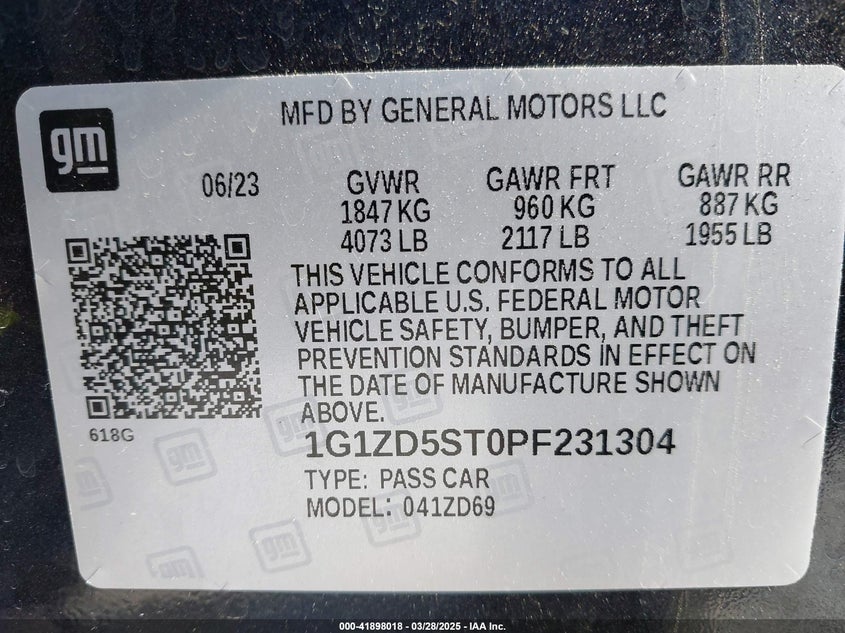 MFD BY GENERAL MOTORS LLC
gm
06/23
GVWR GAWR FRT GAWR RR
1847 KG 960 KG 887 KG
4073 LB 2117 LB 1955 LB
THIS VEHICLE CONFORMS TO ALL
APPLICABLE U.S. FEDERAL MOTOR
VEHICLE SAFETY, BUMPER, AND THEFT
PREVENTION STANDARDS IN EFFECT ON
THE DATE OF MANUFACTURE SHOWN
ABOVE.
618G
1G1ZD5ST0PF231304
TYPE: PASS CAR
MODEL: 041ZD69
000-41898018 - 03/28/2025 - IAA Inc.